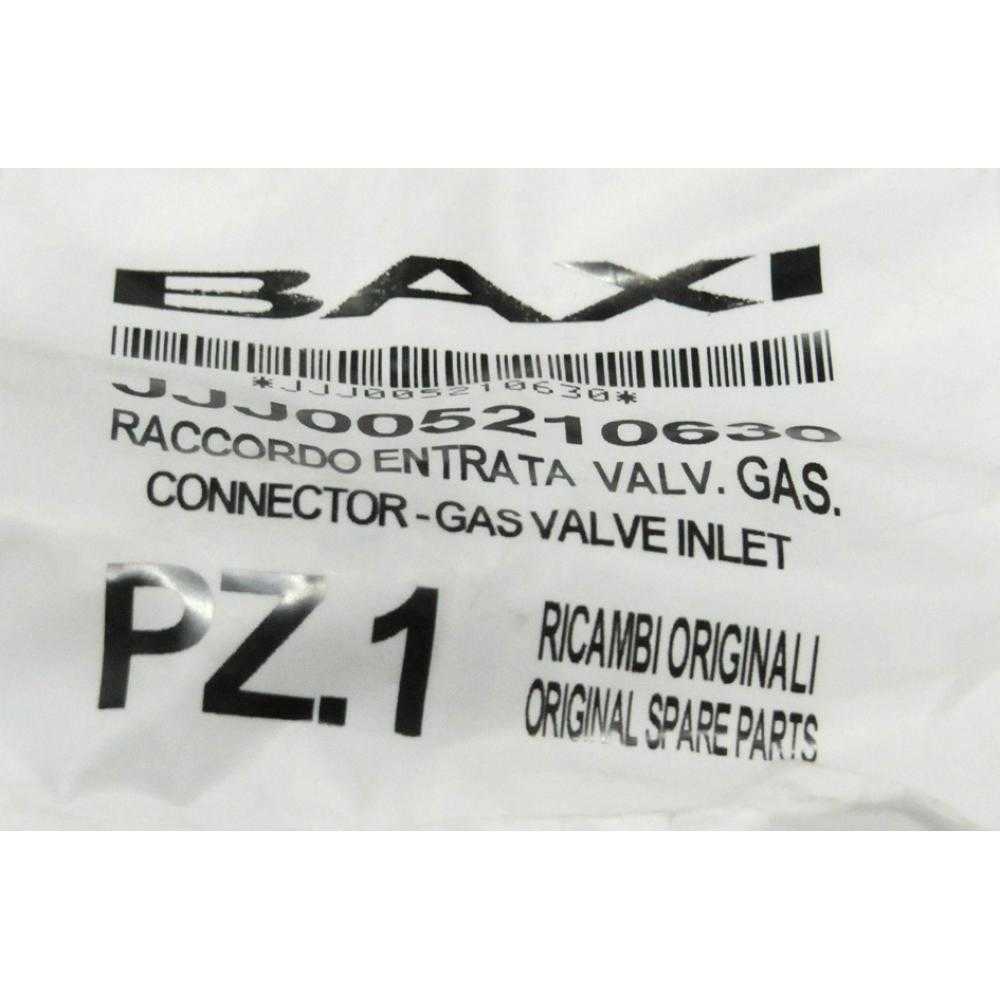 BAXI
*JJJ005210630*
JJJ005210630
RACCORDO ENTRATA VALV. GAS.
CONNECTOR - GAS VALVE INLET
PZ.1
RICAMBI ORIGINALI
ORIGINAL SPARE PARTS